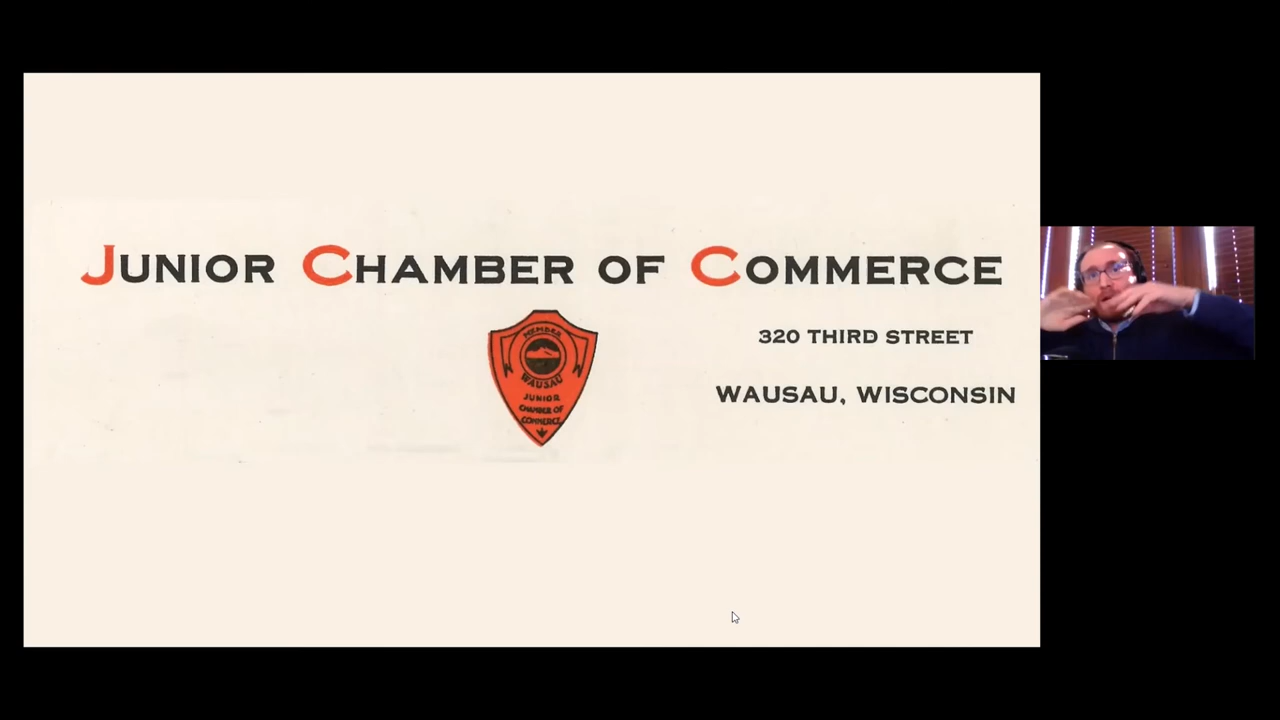 JUNIOR CHAMBER OF COMMERCE
320 THIRD STREET
WAUSAU, WISCONSIN
MEMBER
WAUSAU
JUNIOR
CHAMBER OF
COMMERCE